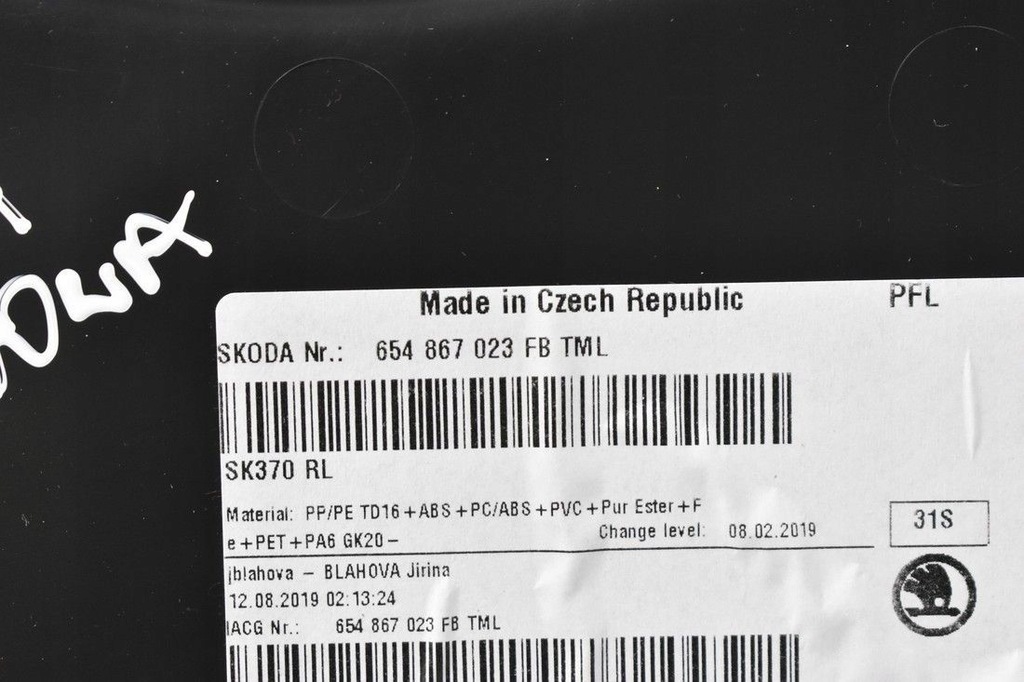 Made in Czech Republic PFL
SKODA Nr.: 654 867 023 FB TML
SK370 RL
Material: PP/PE TD16+ABS+PC/ABS+PVC+Pur Ester+F
e+PET+PA6 GK20-
Change level: 08.02.2019
31S
jblahova - BLAHOVA Jirina
12.08.2019 02:13:24
IACG Nr.: 654 867 023 FB TML